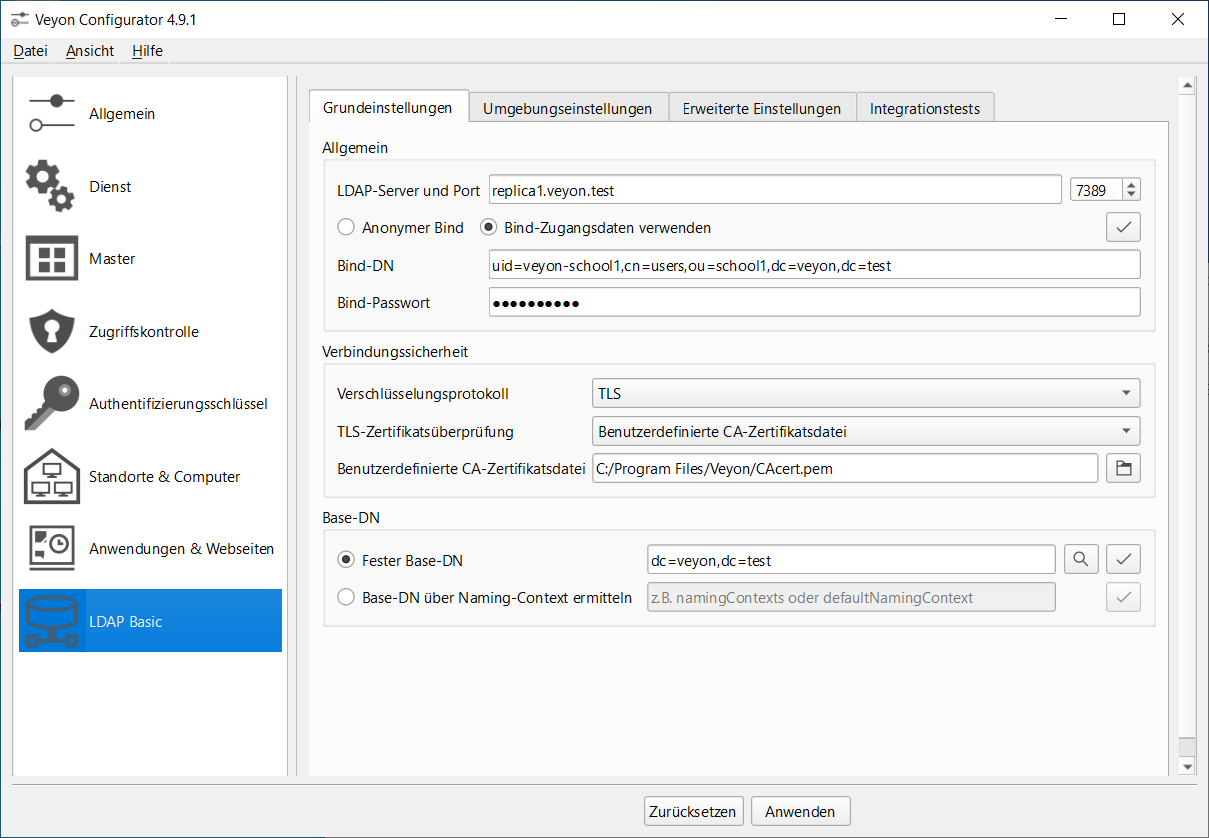 Veyon Configurator 4.9.1
Datei Ansicht Hilfe
Allgemein
Dienst
Master
Zugriffskontrolle
Authentifizierungsschlüssel
Standorte & Computer
Anwendungen & Webseiten
LDAP Basic
Grundeinstellungen Umgebungseinstellungen Erweiterte Einstellungen Integrationstests
Allgemein
LDAP-Server und Port replica1.veyon.test 7389
Anonymer Bind Bind-Zugangsdaten verwenden
Bind-DN uid=veyon-school1,cn=users,ou=school1,dc=veyon,dc=test
Bind-Passwort ●●●●●●●●●●
Verbindungssicherheit
Verschlüsselungsprotokoll TLS
TLS-Zertifikatsüberprüfung Benutzerdefinierte CA-Zertifikatsdatei
Benutzerdefinierte CA-Zertifikatsdatei C:/Program Files/Veyon/CAcert.pem
Base-DN
Fester Base-DN dc=veyon,dc=test
Base-DN über Naming-Context ermitteln z.B. namingContexts oder defaultNamingContext
Zurücksetzen Anwenden